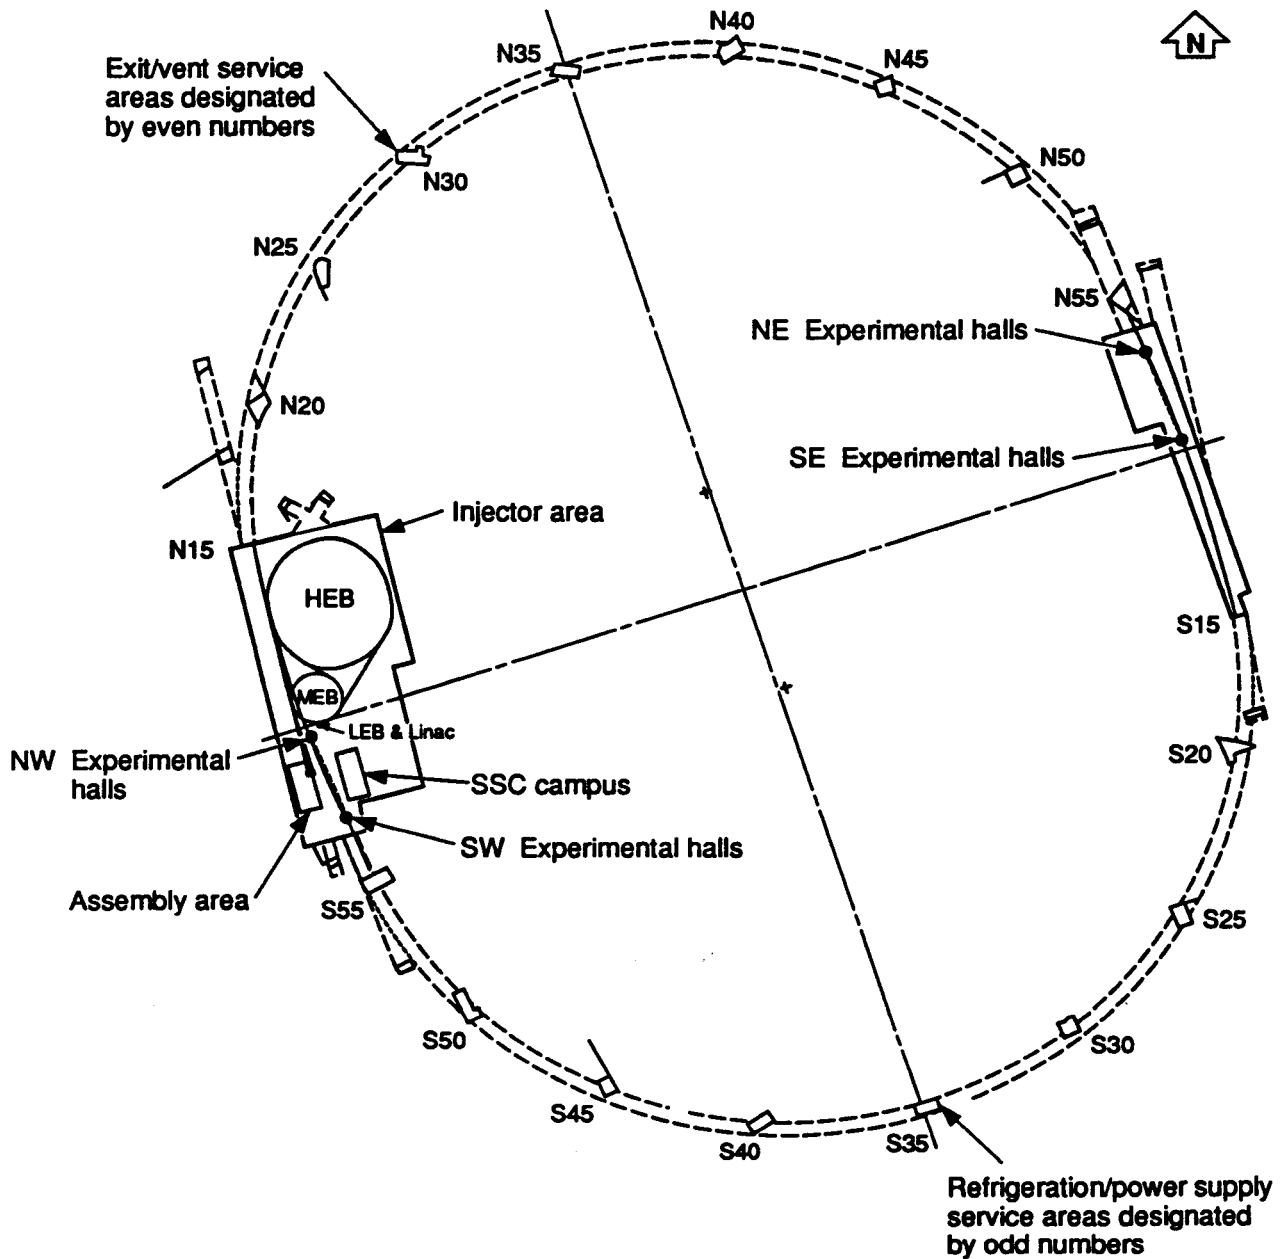 N40
N
N35
N45
Exit/vent service
areas designated
by even numbers
N50
N30
N25
N55
NE Experimental halls
N20
SE Experimental halls
Injector area
N15
HEB
S15
MEB
LEB & Linac
S20
NW Experimental
halls
SSC campus
SW Experimental halls
Assembly area
S55
S25
S50
S30
S45
S40
S35
Refrigeration/power supply
service areas designated
by odd numbers